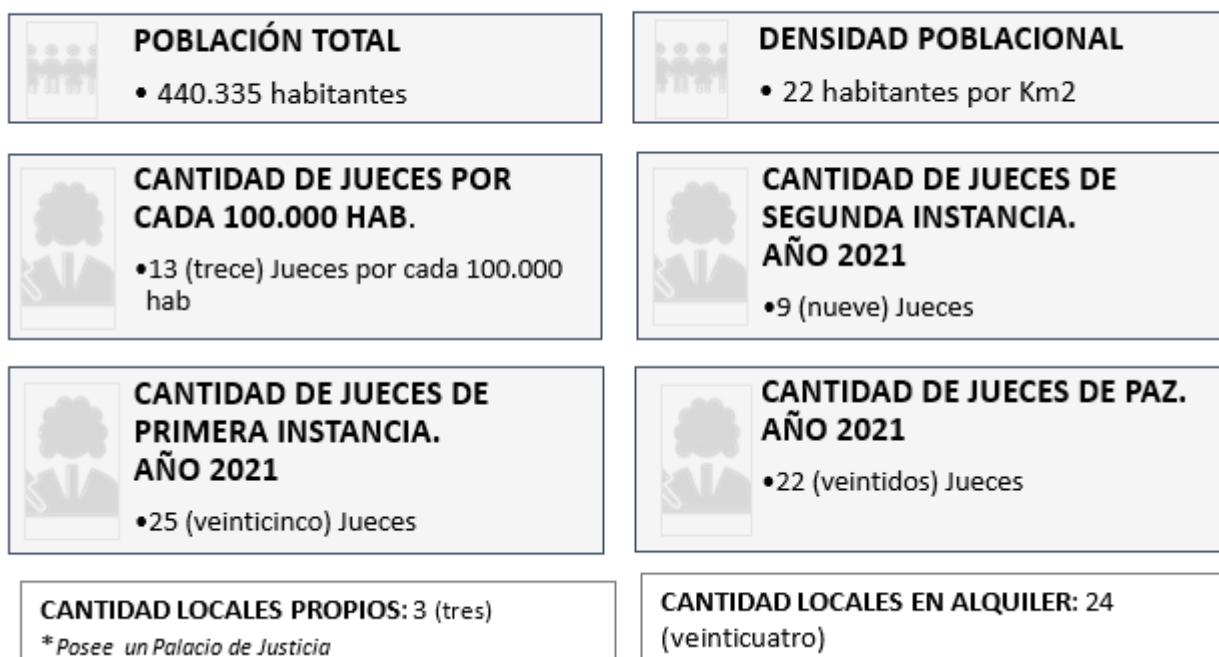 POBLACIÓN TOTAL
• 440.335 habitantes
DENSIDAD POBLACIONAL
• 22 habitantes por Km2
CANTIDAD DE JUECES POR
CADA 100.000 HAB.
•13 (trece) Jueces por cada 100.000
hab
CANTIDAD DE JUECES DE
SEGUNDA INSTANCIA.
AÑO 2021
•9 (nueve) Jueces
CANTIDAD DE JUECES DE
PRIMERA INSTANCIA.
AÑO 2021
•25 (veinticinco) Jueces
CANTIDAD DE JUECES DE PAZ.
AÑO 2021
•22 (veintidos) Jueces
CANTIDAD LOCALES PROPIOS: 3 (tres)
*Posee un Palacio de Justicia
CANTIDAD LOCALES EN ALQUILER: 24
(veinticuatro)